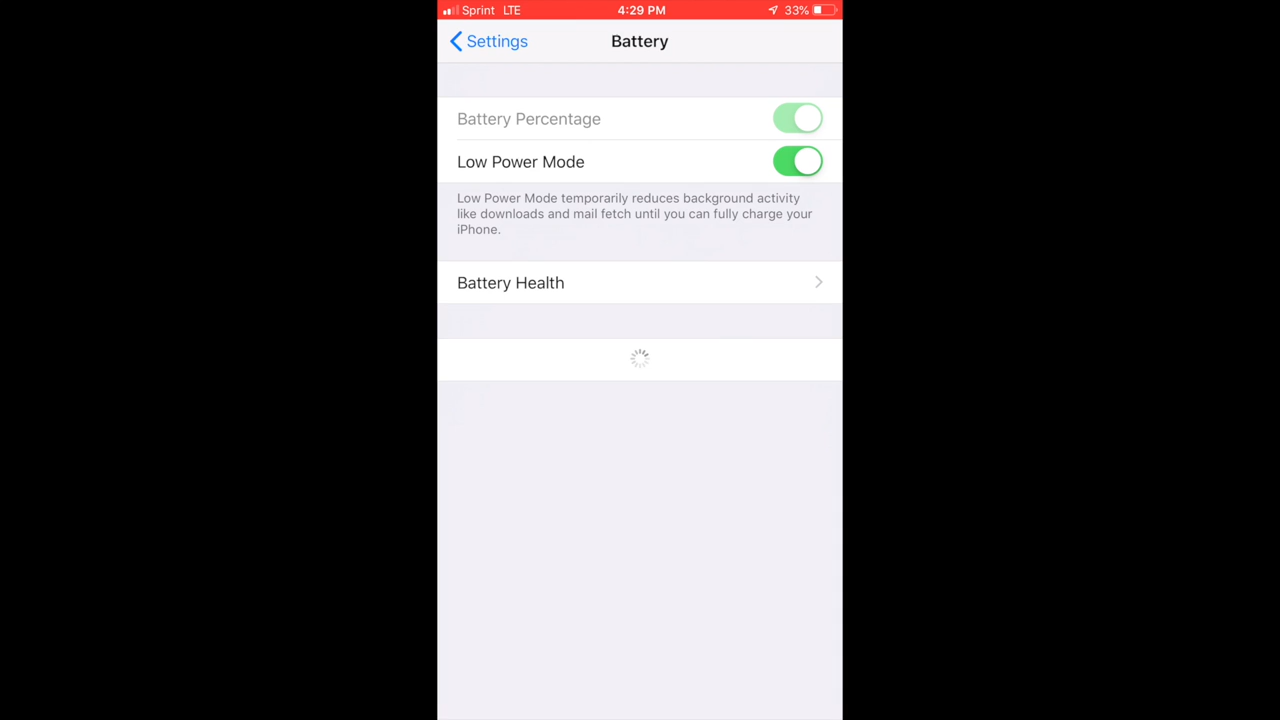 Sprint LTE 4:29 PM 33%
Settings Battery
Battery Percentage
Low Power Mode
Low Power Mode temporarily reduces background activity
like downloads and mail fetch until you can fully charge your
iPhone.
Battery Health